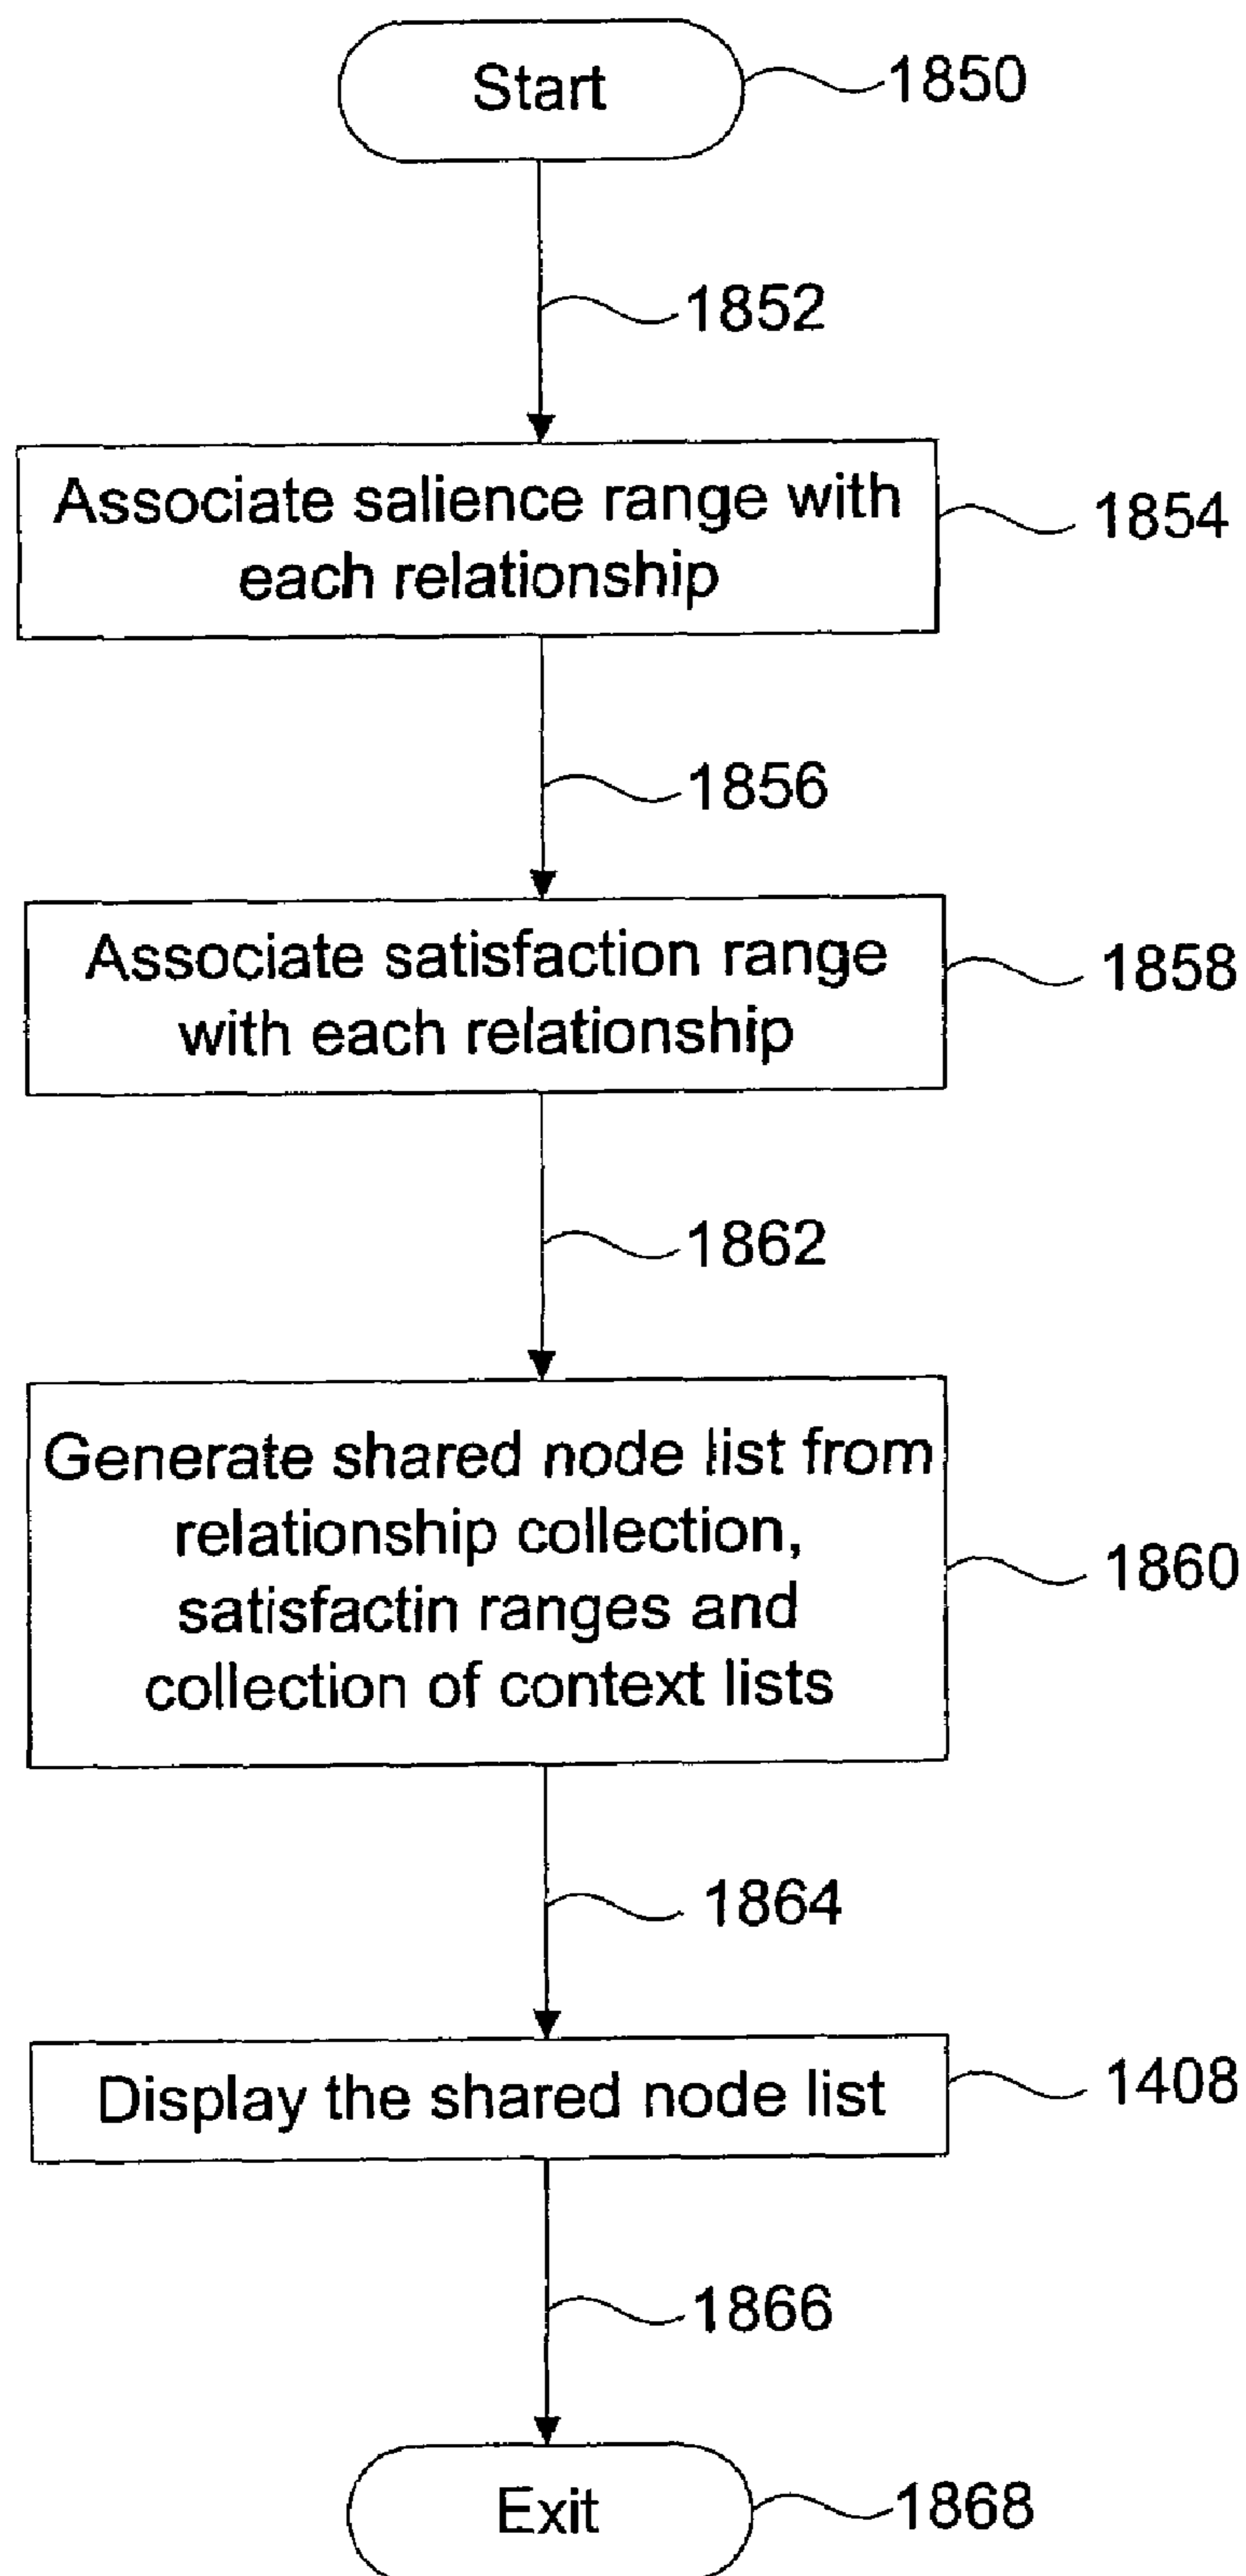 Start
1850
1852
Associate salience range with
each relationship
1854
1856
Associate satisfaction range
with each relationship
1858
1862
Generate shared node list from
relationship collection,
satisfactin ranges and
collection of context lists
1860
1864
Display the shared node list
1408
1866
Exit
1868